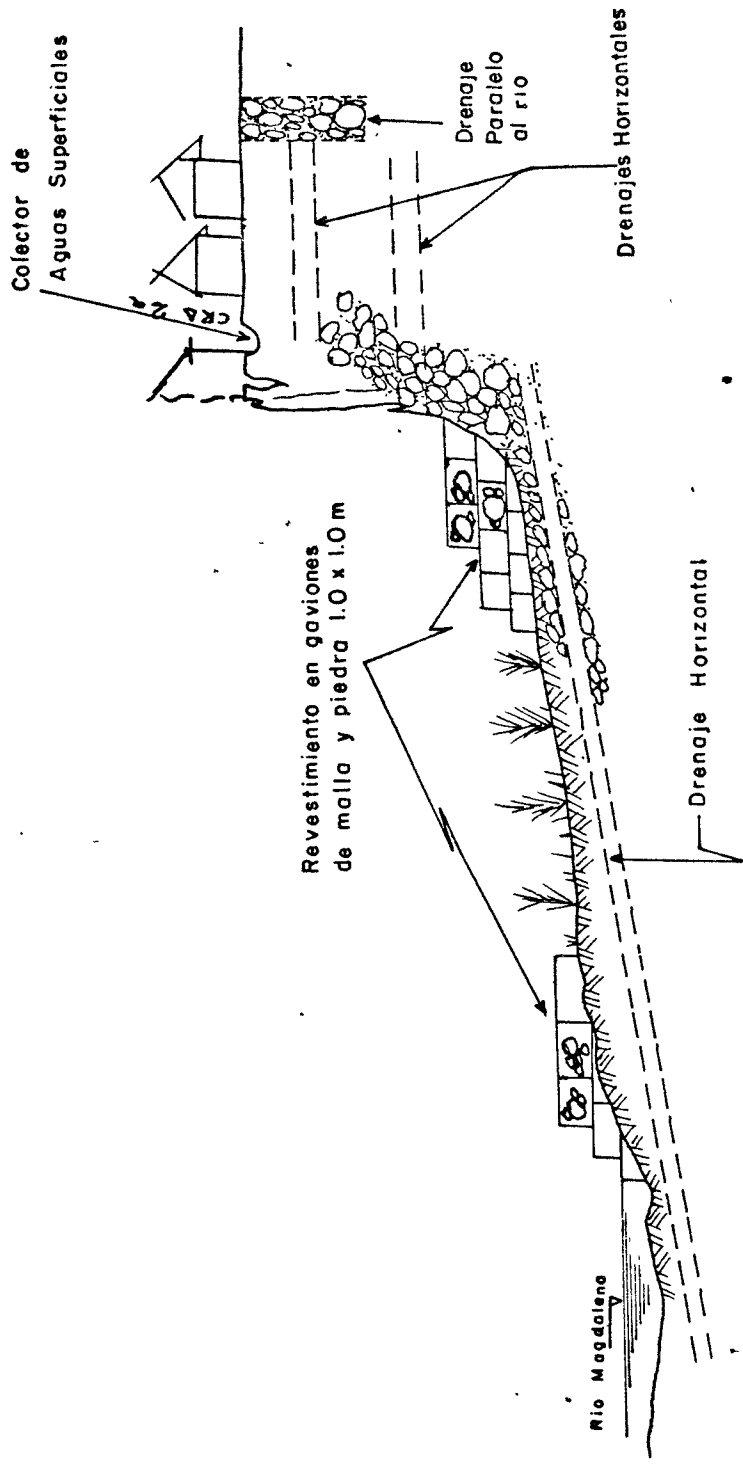 Colector de
Aguas Superficiales
CRA 2a
Drenaje
Paralelo
al rio
Drenajes Horizontales
Revestimiento en gaviones
de malla y piedra 1.0 x 1.0 m
Drenaje Horizontal
Rio Magdalena